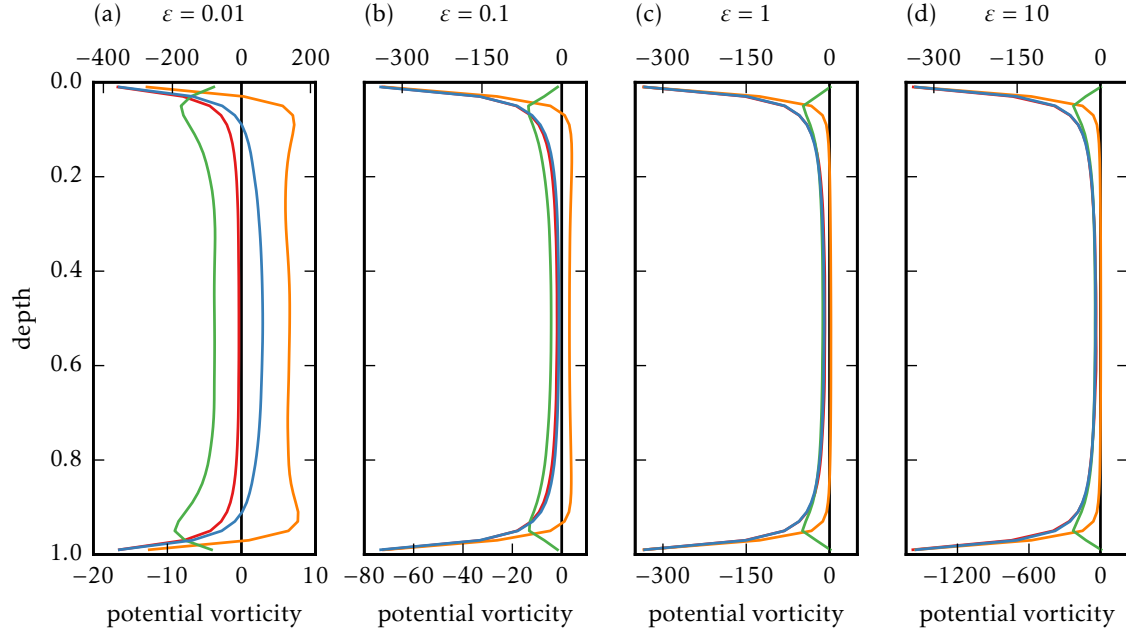 (a) ε = 0.01 (b) ε = 0.1 (c) ε = 1 (d) ε = 10
−400 −200 0 200 −300 −150 0 −300 −150 0 −300 −150 0
0.0
0.2
0.4
0.6
0.8
1.0
depth
−20 −10 0 10 −80 −60 −40 −20 0 −300 −150 0 −1200 −600 0
potential vorticity potential vorticity potential vorticity potential vorticity